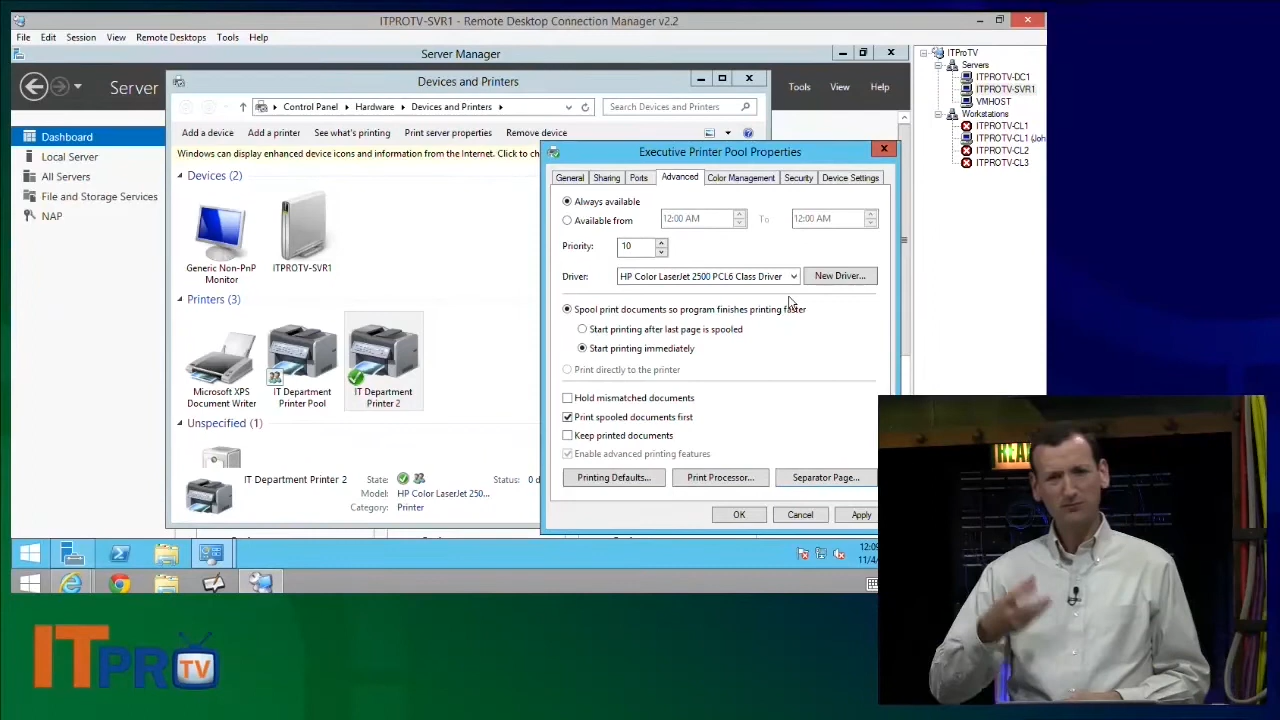 ITPROTV-SVR1 - Remote Desktop Connection Manager v2.2
File Edit Session View Remote Desktops Tools Help
Server Manager
ITProTV
Servers
ITPROTV-DC1
ITPROTV-SVR1
VMHOST
Workstations
ITPROTV-CL1
ITPROTV-CL1 (Joh
ITPROTV-CL2
ITPROTV-CL3
Server
Tools View Help
Dashboard
Local Server
All Servers
File and Storage Services
NAP
Devices and Printers
Control Panel Hardware Devices and Printers
Search Devices and Printers
Add a device Add a printer See what's printing Print server properties Remove device
Windows can display enhanced device icons and information from the Internet. Click to ch
Devices (2)
Generic Non-PnP
Monitor
ITPROTV-SVR1
Printers (3)
Microsoft XPS
Document Writer
IT Department
Printer Pool
IT Department
Printer 2
Unspecified (1)
IT Department Printer 2
State:
Status: 0 d
Model: HP Color LaserJet 250...
Category: Printer
Executive Printer Pool Properties
General Sharing Ports Advanced Color Management Security Device Settings
Always available
Available from 12:00 AM To 12:00 AM
Priority: 10
Driver: HP Color LaserJet 2500 PCL6 Class Driver New Driver...
Spool print documents so program finishes printing faster
Start printing after last page is spooled
Start printing immediately
Print directly to the printer
Hold mismatched documents
Print spooled documents first
Keep printed documents
Enable advanced printing features
Printing Defaults... Print Processor... Separator Page...
OK Cancel Apply
12:09
11/4/
ITPROTV